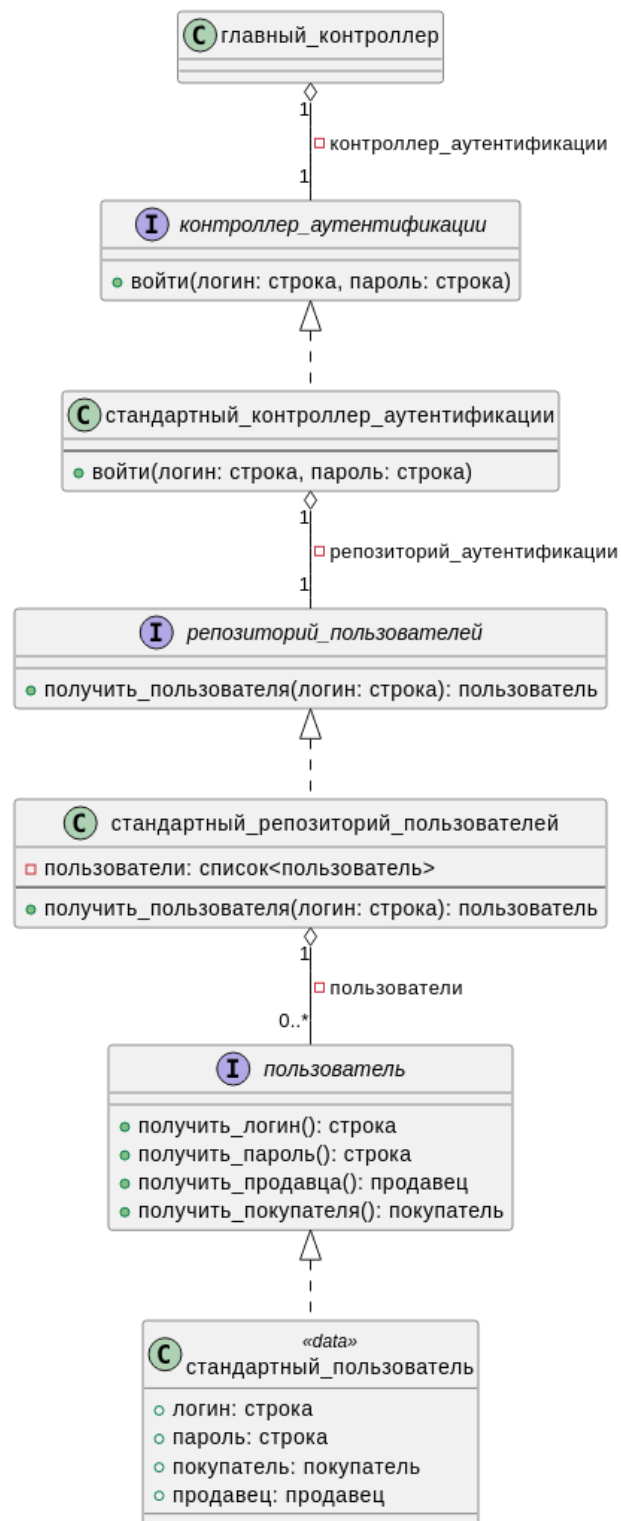 C главный_контроллер
1
контроллер_аутентификации
1
I контроллер_аутентификации
войти(логин: строка, пароль: строка)
C стандартный_контроллер_аутентификации
войти(логин: строка, пароль: строка)
1
репозиторий_аутентификации
1
I репозиторий_пользователей
получить_пользователя(логин: строка): пользователь
C стандартный_репозиторий_пользователей
пользователи: список<пользователь>
получить_пользователя(логин: строка): пользователь
1
пользователи
0..*
I пользователь
получить_логин(): строка
получить_пароль(): строка
получить_продавца(): продавец
получить_покупателя(): покупатель
«data»
C стандартный_пользователь
логин: строка
пароль: строка
покупатель: покупатель
продавец: продавец